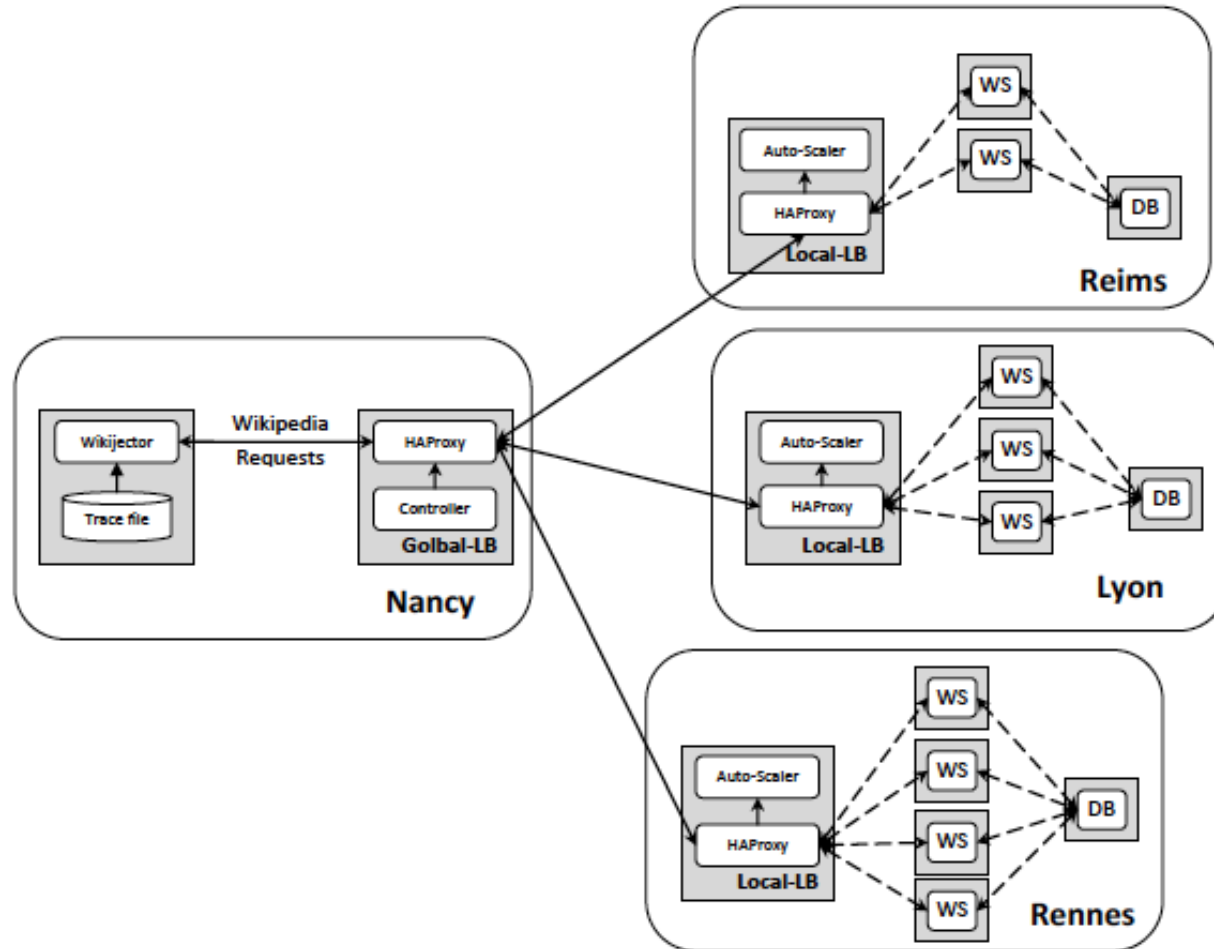 WS
WS
Auto-Scaler
HAProxy
Local-LB
DB
Reims
Wikijector
Trace file
Wikipedia
Requests
HAProxy
Controller
Golbal-LB
Nancy
WS
WS
WS
Auto-Scaler
HAProxy
Local-LB
DB
Lyon
WS
WS
WS
WS
Auto-Scaler
HAProxy
Local-LB
DB
Rennes